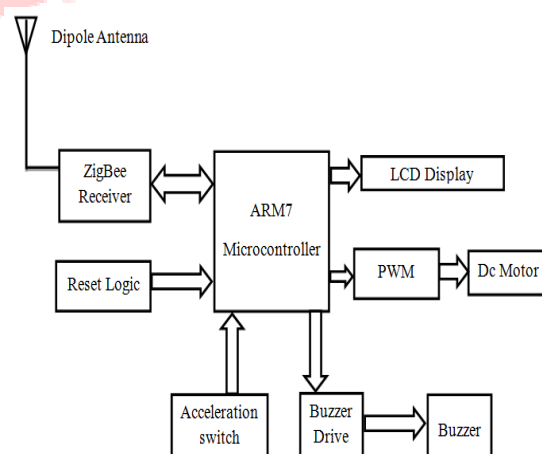 Dipole Antenna
ZigBee
Receiver
ARM7
Microcontroller
LCD Display
Reset Logic
PWM
Dc Motor
Acceleration
switch
Buzzer
Drive
Buzzer